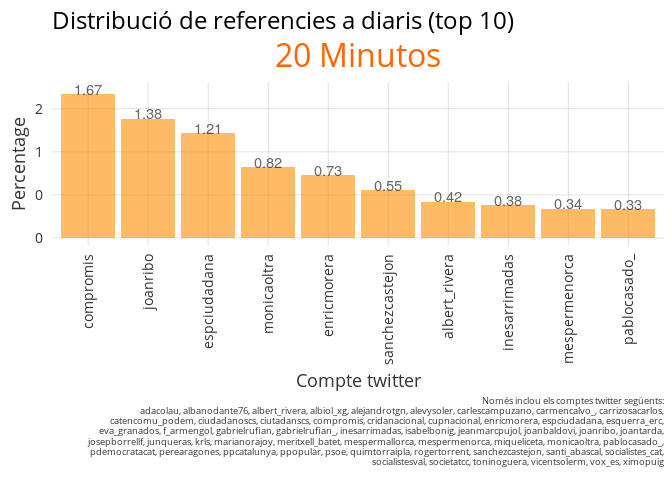 Distribució de referencies a diaris (top 10)
20 Minutos
Percentage
2
1
0
0
1.67
1.38
1.21
0.82
0.73
0.55
0.42
0.38
0.34
0.33
compromis
joanribo
espciudadana
monicaoltra
enricmorera
sanchezcastejon
albert_rivera
inesarrimadas
mespermenorca
pablocasado_
Compte twitter
Només inclou els comptes twitter següents:
adacolau, albanodante76, albert_rivera, albiol_xg, alejandrotgn, alevysoler, carlescampuzano, carmencalvo_, carrizosacarlos,
catencomu_podem, ciudadanoscs, ciutadanscs, compromis, cridanacional, cupnacional, enricmorera, espciudadana, esquerra_erc,
eva_granados, f_armengol, gabrielrufian, gabrielrufian_, inesarrimadas, isabelbonig, jeanmarcpujol, joanbaldovi, joanribo, joantarda,
josepborrellf, junqueras, krls, marianorajoy, meritxell_batet, mespermallorca, mespermenorca, miqueliceta, monicaoltra, pablocasado_,
pdemocratacat, perearagones, ppcatalunya, ppopular, psoe, quimtorraipla, rogertorrent, sanchezcastejon, santi_abascal, socialistes_cat,
socialistesval, societatcc, toninoguera, vicentsolerm, vox_es, ximopuig